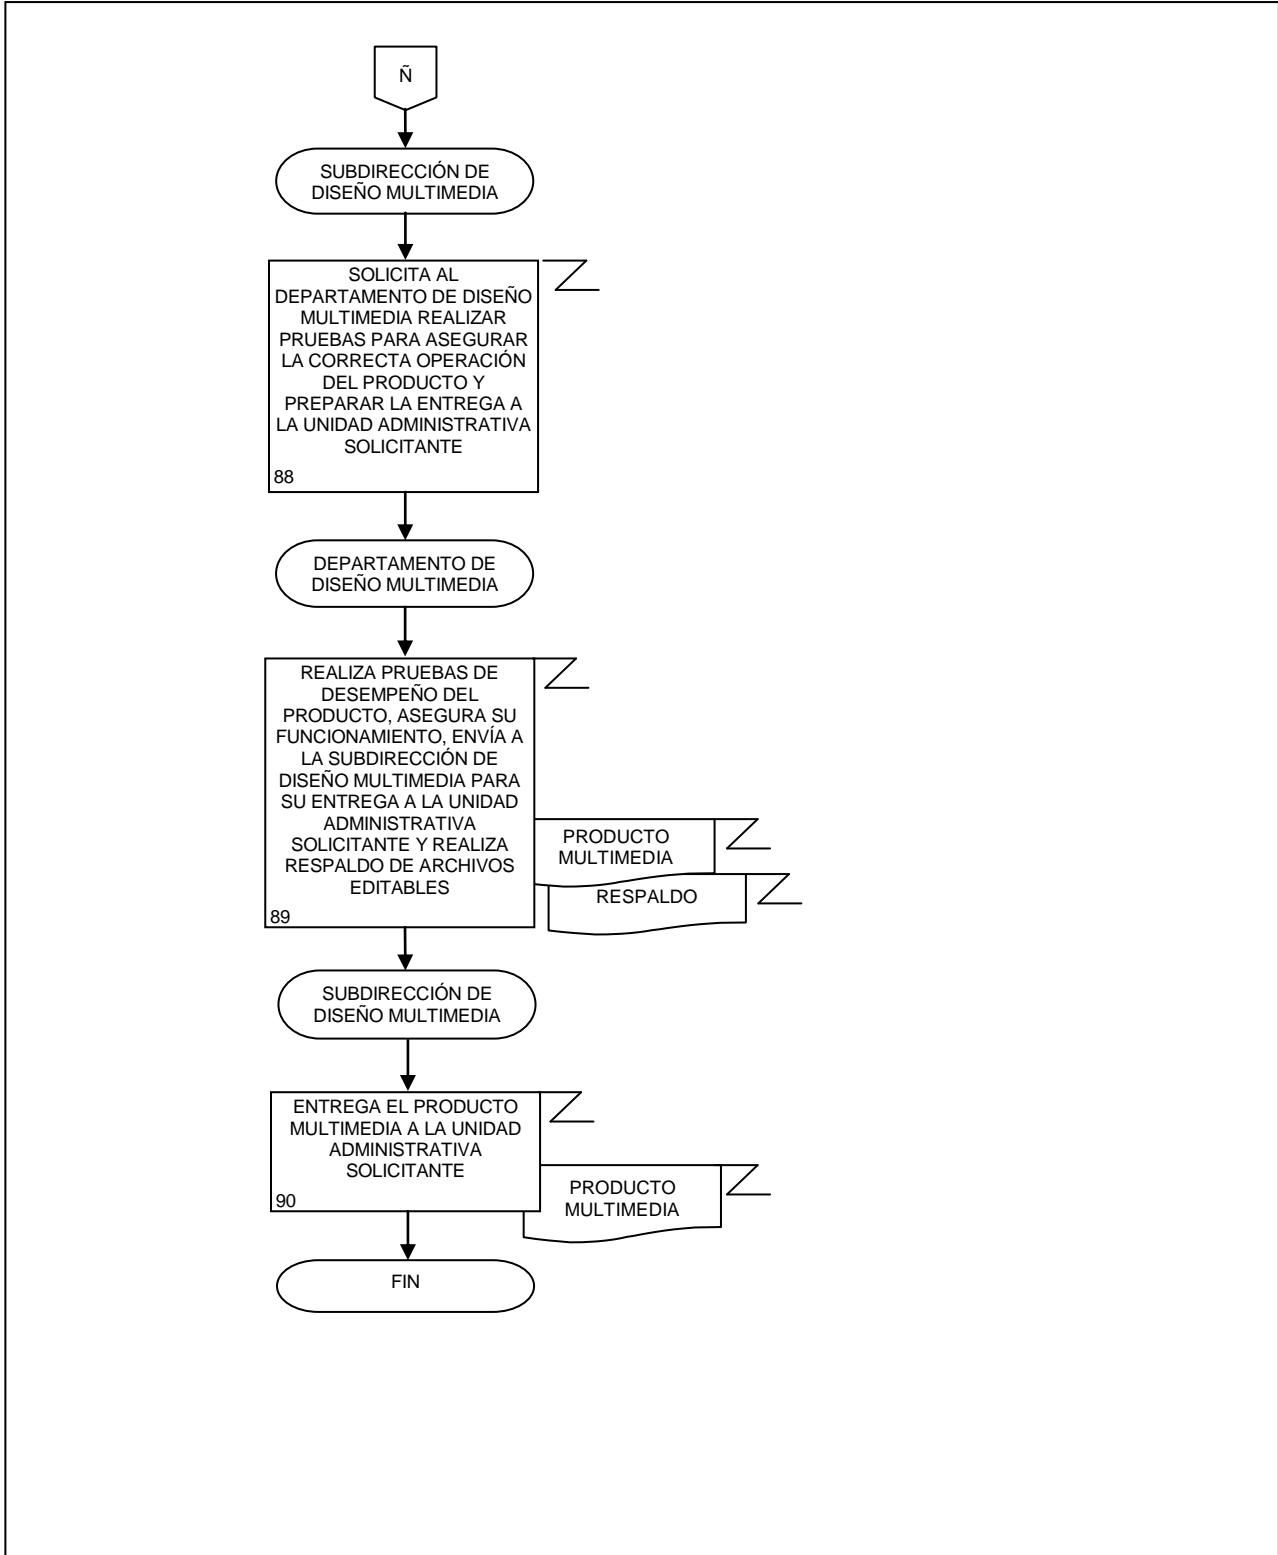 Ñ
SUBDIRECCIÓN DE
DISEÑO MULTIMEDIA
SOLICITA AL
DEPARTAMENTO DE DISEÑO
MULTIMEDIA REALIZAR
PRUEBAS PARA ASEGURAR
LA CORRECTA OPERACIÓN
DEL PRODUCTO Y
PREPARAR LA ENTREGA A
LA UNIDAD ADMINISTRATIVA
SOLICITANTE
88
DEPARTAMENTO DE
DISEÑO MULTIMEDIA
REALIZA PRUEBAS DE
DESEMPEÑO DEL
PRODUCTO, ASEGURA SU
FUNCIONAMIENTO, ENVÍA A
LA SUBDIRECCIÓN DE
DISEÑO MULTIMEDIA PARA
SU ENTREGA A LA UNIDAD
ADMINISTRATIVA
SOLICITANTE Y REALIZA
RESPALDO DE ARCHIVOS
EDITABLES
89
PRODUCTO
MULTIMEDIA
RESPALDO
SUBDIRECCIÓN DE
DISEÑO MULTIMEDIA
ENTREGA EL PRODUCTO
MULTIMEDIA A LA UNIDAD
ADMINISTRATIVA
SOLICITANTE
90
PRODUCTO
MULTIMEDIA
FIN